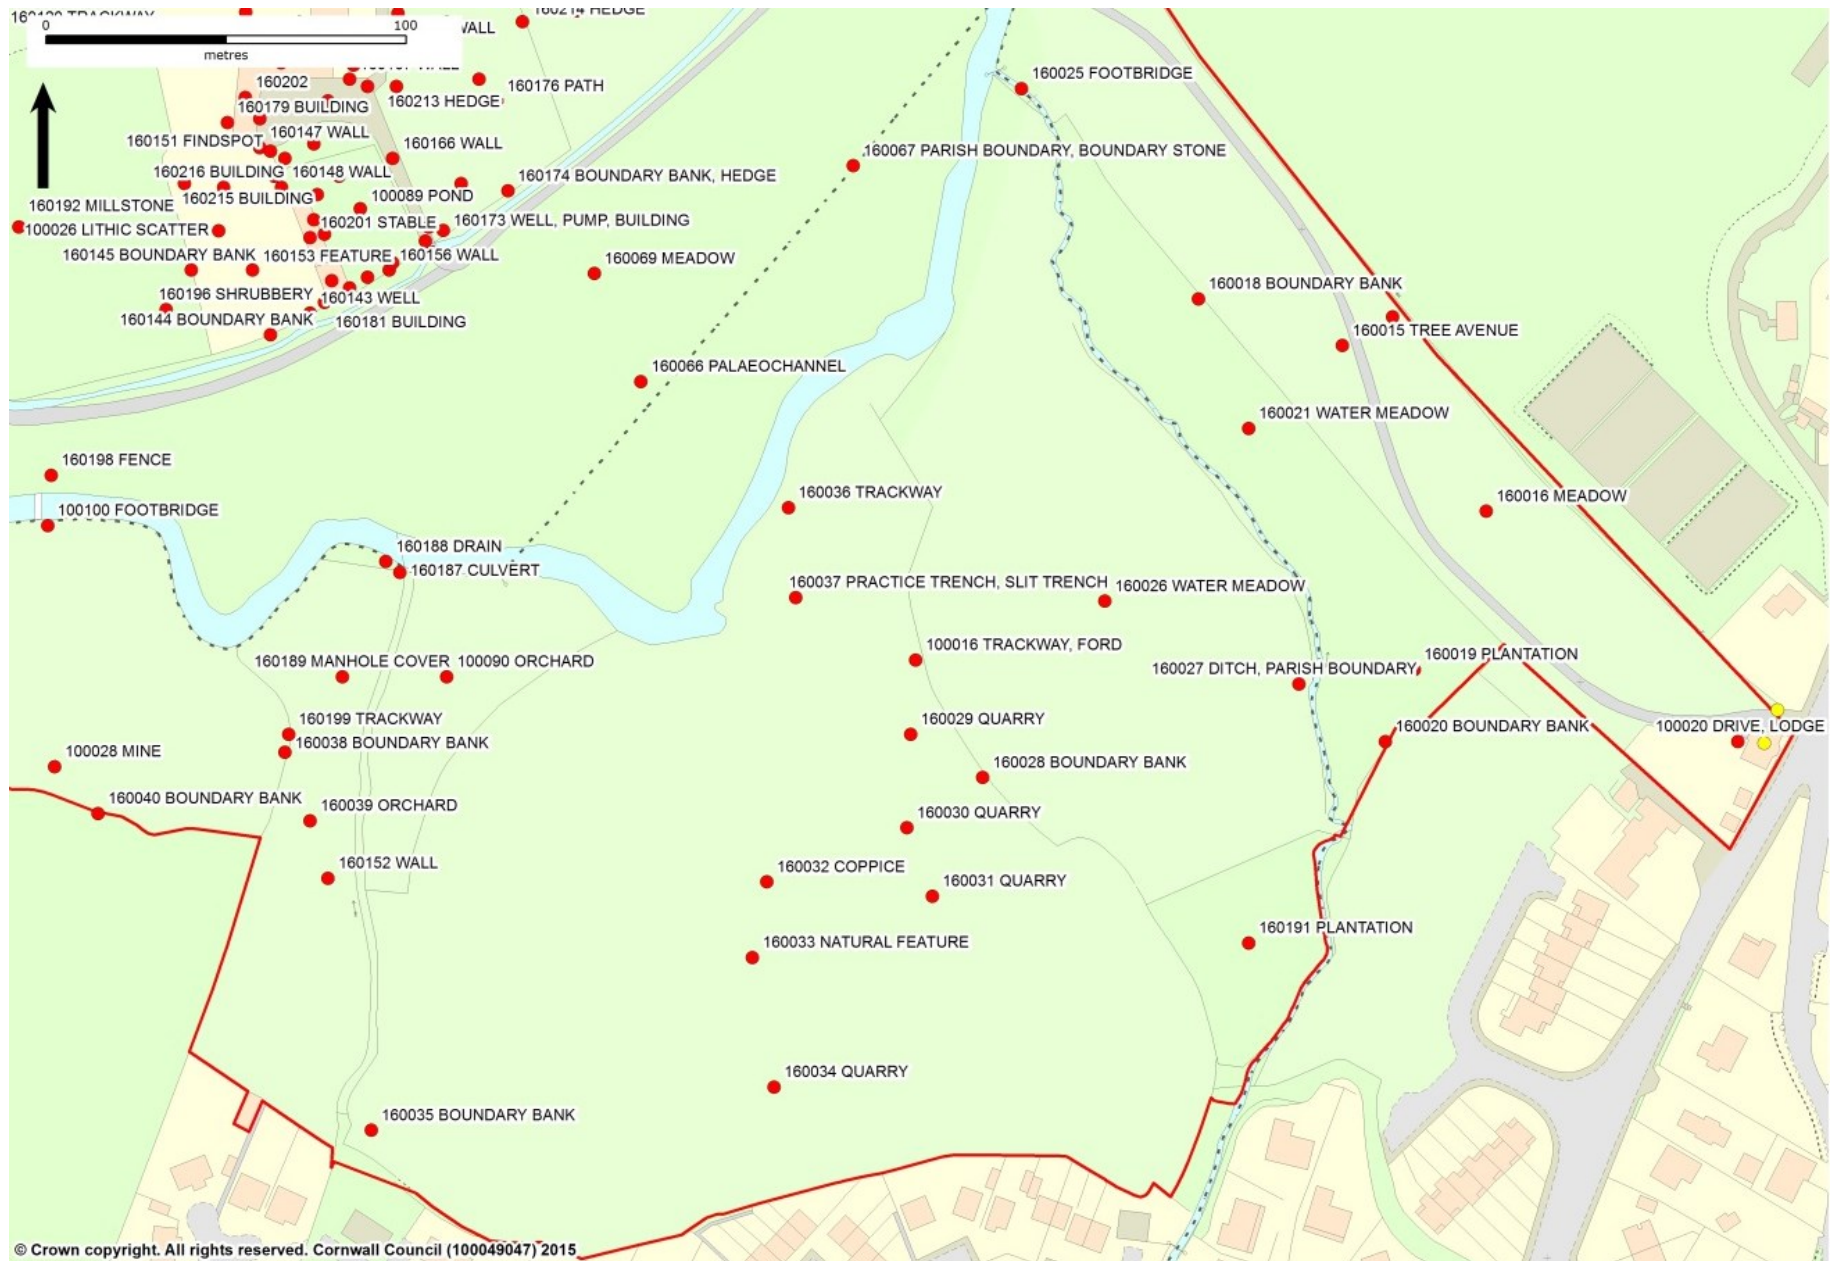 160120 TRACKWAY
160214 HEDGE
0
100
metres
WALL
160202
160176 PATH
160025 FOOTBRIDGE
160179 BUILDING
160213 HEDGE
160151 FINDSPOT
160147 WALL
160166 WALL
160067 PARISH BOUNDARY, BOUNDARY STONE
160216 BUILDING
160148 WALL
160174 BOUNDARY BANK, HEDGE
160192 MILLSTONE
160215 BUILDING
100089 POND
100026 LITHIC SCATTER
160201 STABLE
160173 WELL, PUMP, BUILDING
160145 BOUNDARY BANK
160153 FEATURE
160156 WALL
160069 MEADOW
160018 BOUNDARY BANK
160196 SHRUBBERY
160143 WELL
160144 BOUNDARY BANK
160181 BUILDING
160015 TREE AVENUE
160066 PALAEOCHANNEL
160021 WATER MEADOW
160198 FENCE
160036 TRACKWAY
160016 MEADOW
100100 FOOTBRIDGE
160188 DRAIN
160187 CULVERT
160037 PRACTICE TRENCH, SLIT TRENCH
160026 WATER MEADOW
100016 TRACKWAY, FORD
160019 PLANTATION
160189 MANHOLE COVER
100090 ORCHARD
160027 DITCH, PARISH BOUNDARY
160199 TRACKWAY
160029 QUARRY
160020 BOUNDARY BANK
100020 DRIVE, LODGE
160038 BOUNDARY BANK
100028 MINE
160028 BOUNDARY BANK
160040 BOUNDARY BANK
160039 ORCHARD
160030 QUARRY
160152 WALL
160032 COPPICE
160031 QUARRY
160191 PLANTATION
160033 NATURAL FEATURE
160034 QUARRY
160035 BOUNDARY BANK
© Crown copyright. All rights reserved. Cornwall Council (100049047) 2015